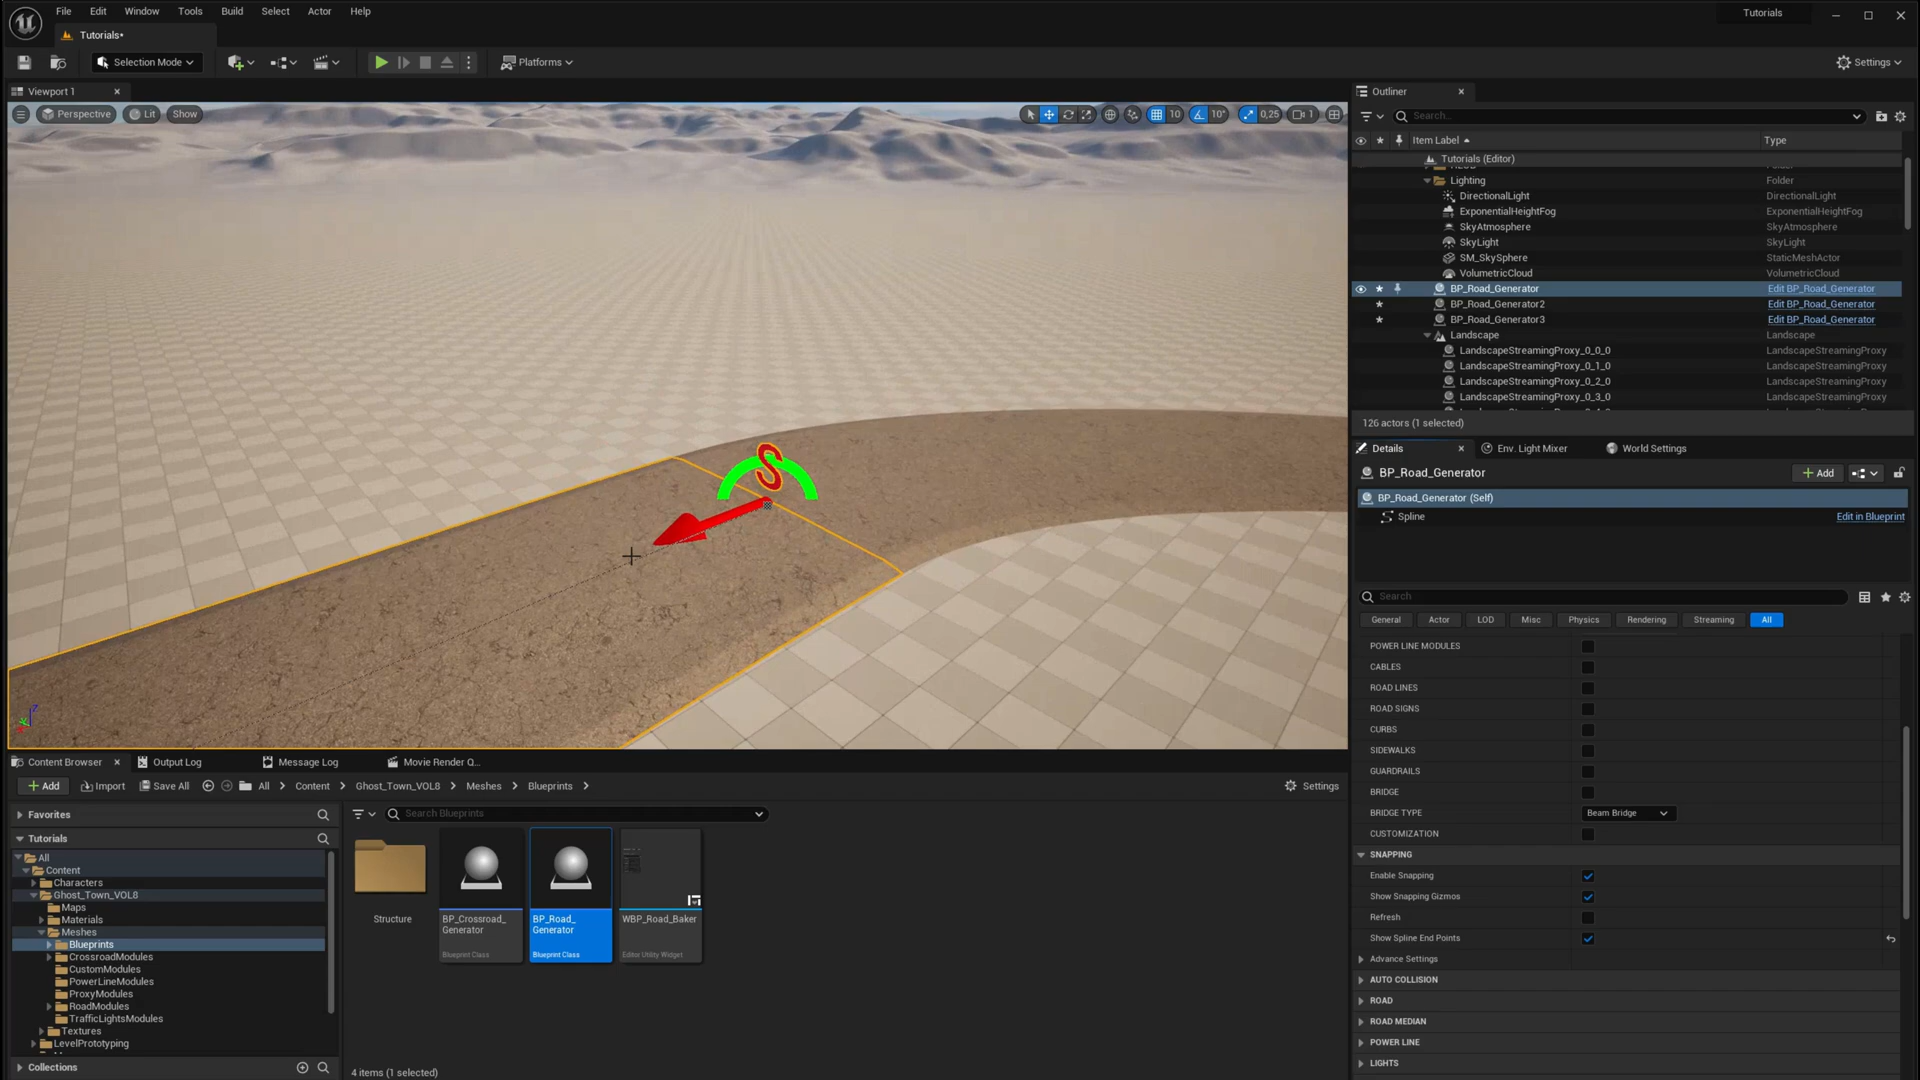 File Edit Window Tools Build Select Actor Help
Tutorials
Tutorials•
Selection Mode
Platforms
Settings
Viewport 1
Perspective Lit Show
10 10° 0,25 1
S
Z
Outliner
Search...
Item Label Type
Tutorials (Editor)
Folder
Lighting Folder
DirectionalLight DirectionalLight
ExponentialHeightFog ExponentialHeightFog
SkyAtmosphere SkyAtmosphere
SkyLight SkyLight
SM_SkySphere StaticMeshActor
VolumetricCloud VolumetricCloud
BP_Road_Generator Edit BP_Road_Generator
BP_Road_Generator2 Edit BP_Road_Generator
BP_Road_Generator3 Edit BP_Road_Generator
Landscape Landscape
LandscapeStreamingProxy_0_0_0 LandscapeStreamingProxy
LandscapeStreamingProxy_0_1_0 LandscapeStreamingProxy
LandscapeStreamingProxy_0_2_0 LandscapeStreamingProxy
LandscapeStreamingProxy_0_3_0 LandscapeStreamingProxy
126 actors (1 selected)
Details Env. Light Mixer World Settings
BP_Road_Generator
Add
BP_Road_Generator (Self)
Spline Edit in Blueprint
Search
General Actor LOD Misc Physics Rendering Streaming All
POWER LINE MODULES
CABLES
ROAD LINES
ROAD SIGNS
CURBS
SIDEWALKS
GUARDRAILS
BRIDGE
BRIDGE TYPE Beam Bridge
CUSTOMIZATION
SNAPPING
Enable Snapping
Show Snapping Gizmos
Refresh
Show Spline End Points
Advance Settings
AUTO COLLISION
ROAD
ROAD MEDIAN
POWER LINE
LIGHTS
Content Browser Output Log Message Log Movie Render Q...
Add Import Save All All Content Ghost_Town_VOL8 Meshes Blueprints Settings
Favorites
Tutorials
All
Content
Characters
Ghost_Town_VOL8
Maps
Materials
Meshes
Blueprints
CrossroadModules
CustomModules
PowerLineModules
ProxyModules
RoadModules
TrafficLightsModules
Textures
LevelPrototyping
Collections
Search Blueprints
Structure
BP_Crossroad_
Generator
Blueprint Class
BP_Road_
Generator
Blueprint Class
WBP_Road_Baker
Editor Utility Widget
4 items (1 selected)